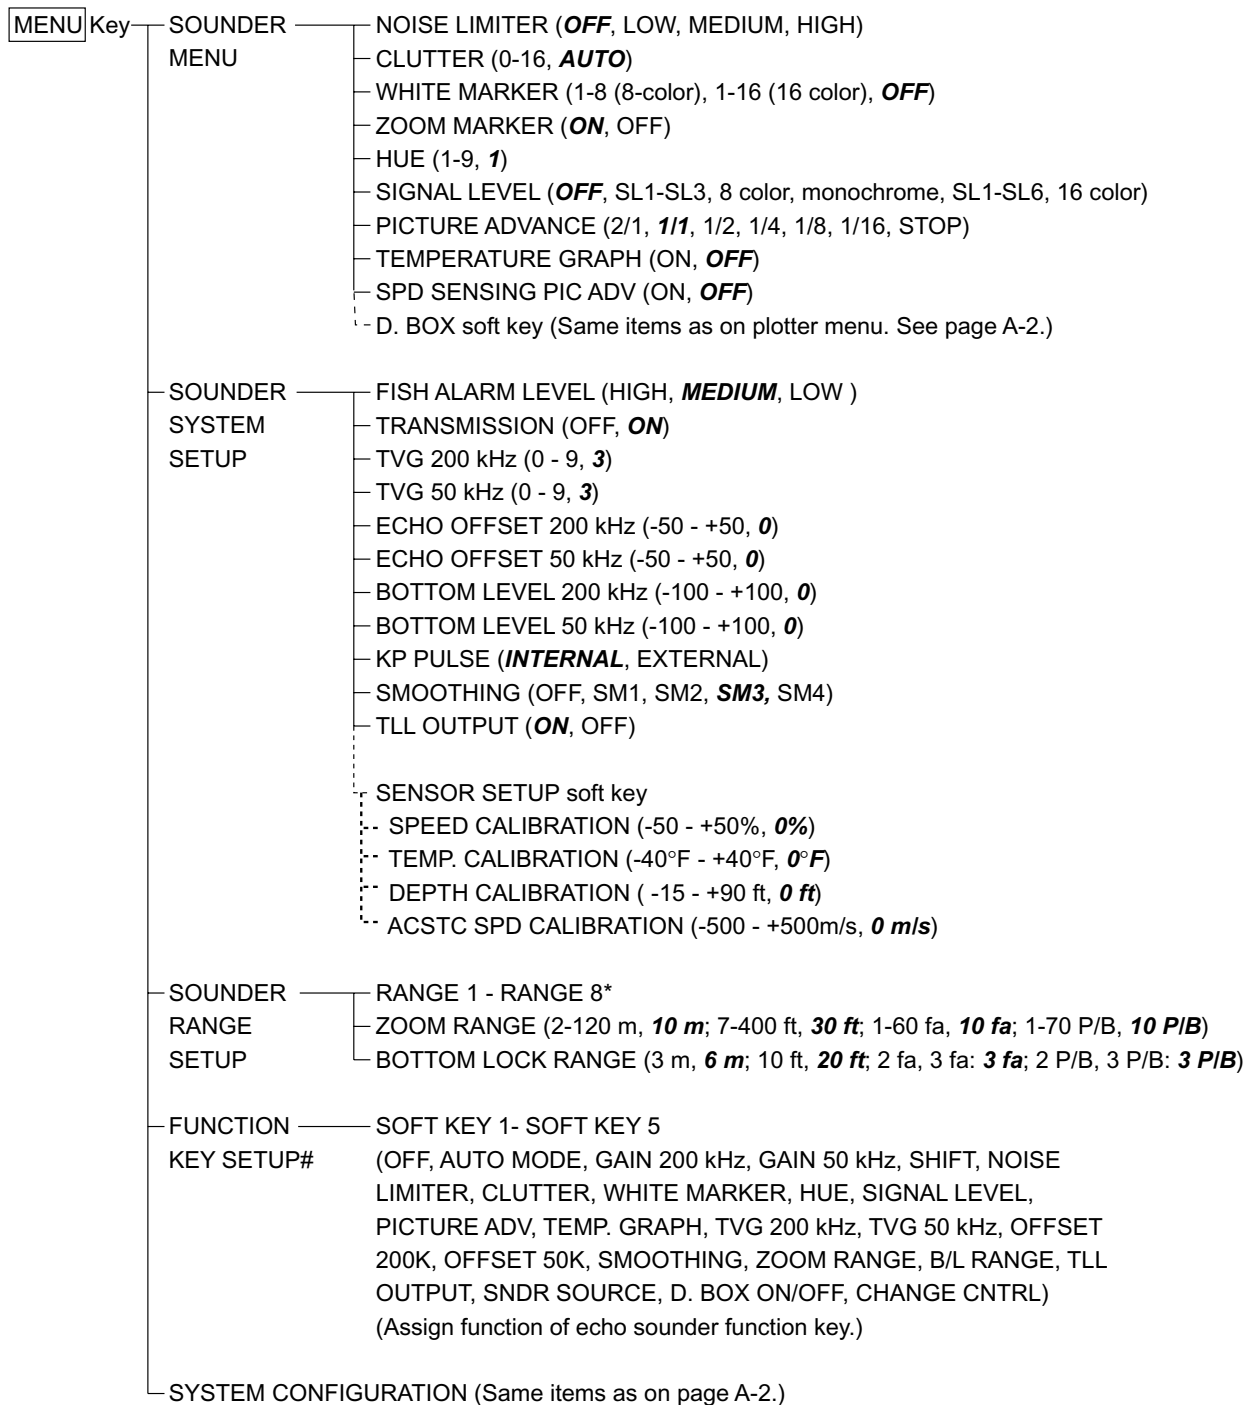 MENU Key SOUNDER NOISE LIMITER (OFF, LOW, MEDIUM, HIGH)
MENU CLUTTER (0-16, AUTO)
WHITE MARKER (1-8 (8-color), 1-16 (16 color), OFF)
ZOOM MARKER (ON, OFF)
HUE (1-9, 1)
SIGNAL LEVEL (OFF, SL1-SL3, 8 color, monochrome, SL1-SL6, 16 color)
PICTURE ADVANCE (2/1, 1/1, 1/2, 1/4, 1/8, 1/16, STOP)
TEMPERATURE GRAPH (ON, OFF)
SPD SENSING PIC ADV (ON, OFF)
D. BOX soft key (Same items as on plotter menu. See page A-2.)
SOUNDER FISH ALARM LEVEL (HIGH, MEDIUM, LOW )
SYSTEM TRANSMISSION (OFF, ON)
SETUP TVG 200 kHz (0 - 9, 3)
TVG 50 kHz (0 - 9, 3)
ECHO OFFSET 200 kHz (-50 - +50, 0)
ECHO OFFSET 50 kHz (-50 - +50, 0)
BOTTOM LEVEL 200 kHz (-100 - +100, 0)
BOTTOM LEVEL 50 kHz (-100 - +100, 0)
KP PULSE (INTERNAL, EXTERNAL)
SMOOTHING (OFF, SM1, SM2, SM3, SM4)
TLL OUTPUT (ON, OFF)
SENSOR SETUP soft key
SPEED CALIBRATION (-50 - +50%, 0%)
TEMP. CALIBRATION (-40°F - +40°F, 0°F)
DEPTH CALIBRATION ( -15 - +90 ft, 0 ft)
ACSTC SPD CALIBRATION (-500 - +500m/s, 0 m/s)
SOUNDER RANGE 1 - RANGE 8*
RANGE ZOOM RANGE (2-120 m, 10 m; 7-400 ft, 30 ft; 1-60 fa, 10 fa; 1-70 P/B, 10 P/B)
SETUP BOTTOM LOCK RANGE (3 m, 6 m; 10 ft, 20 ft; 2 fa, 3 fa: 3 fa; 2 P/B, 3 P/B: 3 P/B)
FUNCTION SOFT KEY 1- SOFT KEY 5
KEY SETUP# (OFF, AUTO MODE, GAIN 200 kHz, GAIN 50 kHz, SHIFT, NOISE
LIMITER, CLUTTER, WHITE MARKER, HUE, SIGNAL LEVEL,
PICTURE ADV, TEMP. GRAPH, TVG 200 kHz, TVG 50 kHz, OFFSET
200K, OFFSET 50K, SMOOTHING, ZOOM RANGE, B/L RANGE, TLL
OUTPUT, SNDR SOURCE, D. BOX ON/OFF, CHANGE CNTRL)
(Assign function of echo sounder function key.)
SYSTEM CONFIGURATION (Same items as on page A-2.)